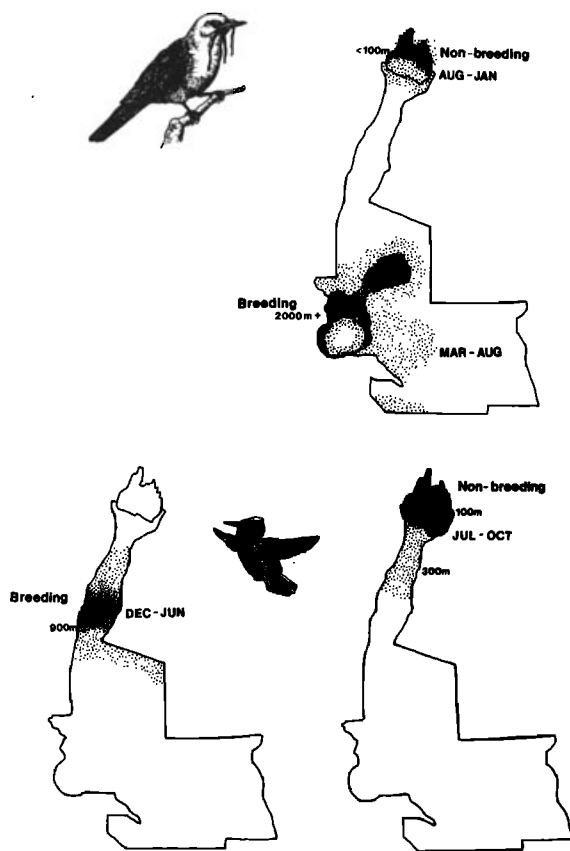 <100m
Non-breeding
AUG-JAN
Breeding
2000m+
MAR-AUG
Breeding
900m
DEC-JUN
Non-breeding
100m
JUL-OCT
300m